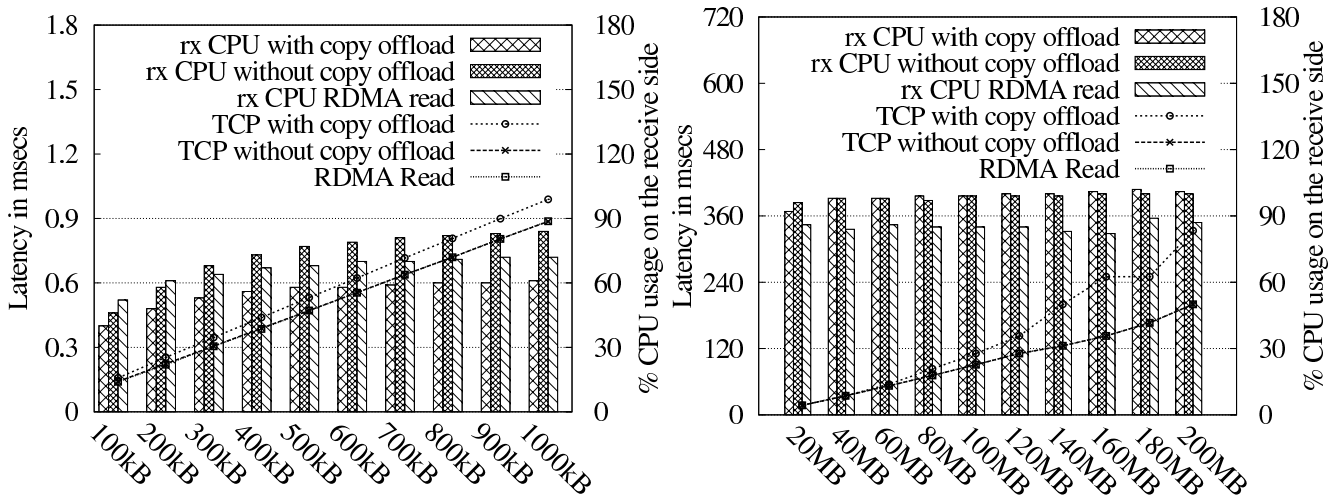 1.8
1.5
1.2
0.9
0.6
0.3
0
Latency in msecs
rx CPU with copy offload
rx CPU without copy offload
rx CPU RDMA read
TCP with copy offload
TCP without copy offload
RDMA Read
180
150
120
90
60
30
0
% CPU usage on the receive side
100kB
200kB
300kB
400kB
500kB
600kB
700kB
800kB
900kB
1000kB
720
600
480
360
240
120
0
Latency in msecs
rx CPU with copy offload
rx CPU without copy offload
rx CPU RDMA read
TCP with copy offload
TCP without copy offload
RDMA Read
180
150
120
90
60
30
0
% CPU usage on the receive side
20MB
40MB
60MB
80MB
100MB
120MB
140MB
160MB
180MB
200MB